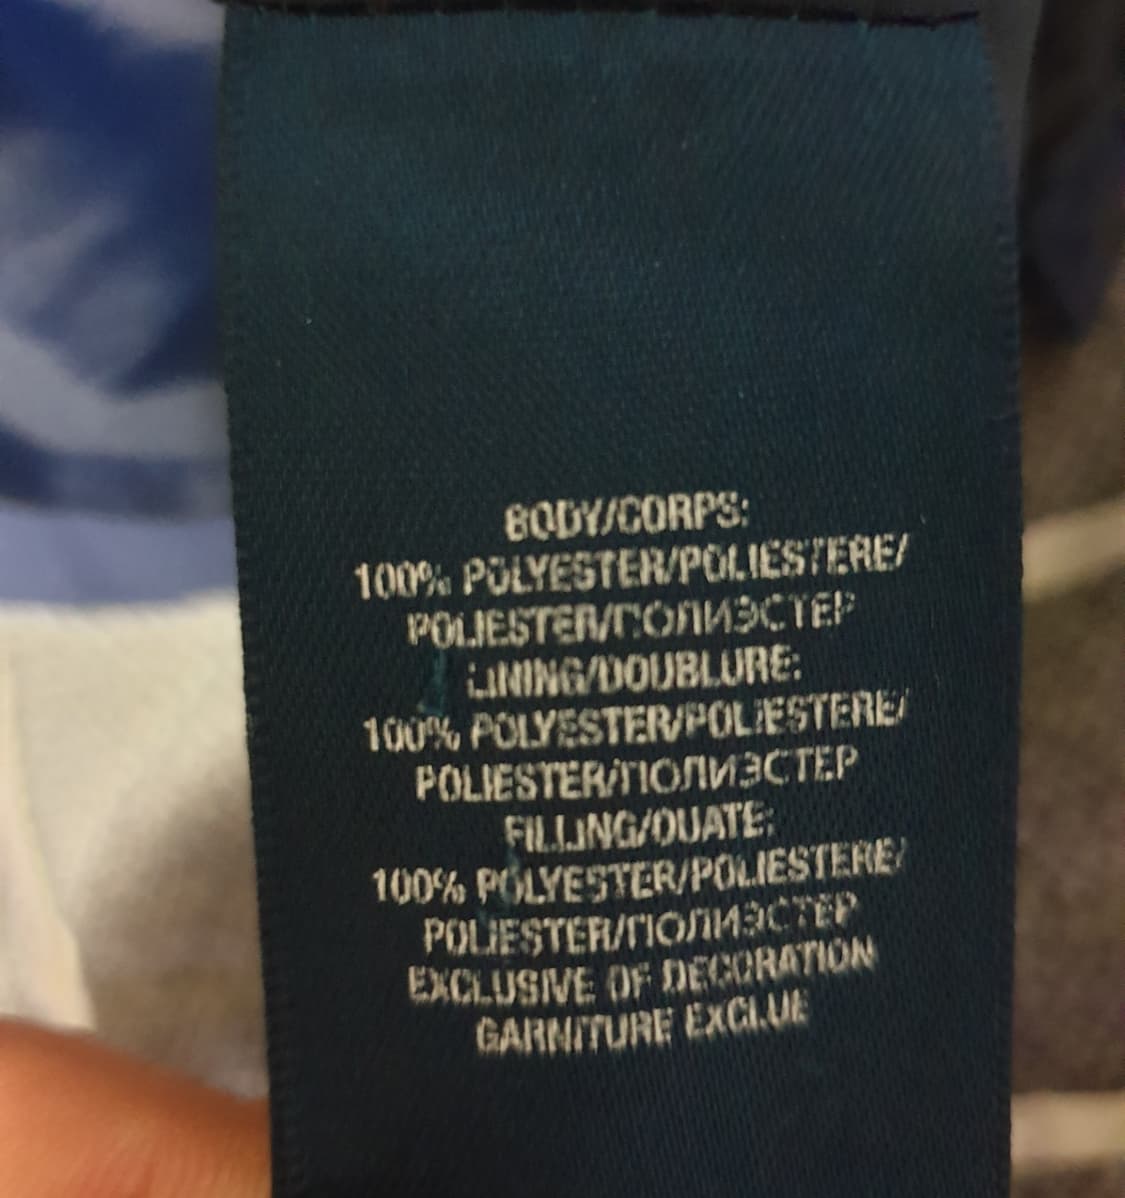 BODY/CORPS:
100% POLYESTER/POLIESTERE/
POLIESTER/ПОЛИЭСТЕР
LINING/DOUBLURE:
100% POLYESTER/POLIESTERE/
POLIESTER/ПОЛИЭСТЕР
FILLING/OUATE:
100% POLYESTER/POLIESTERE/
POLIESTER/ПОЛИЭСТЕР
EXCLUSIVE OF DECORATION
GARNITURE EXCLUE